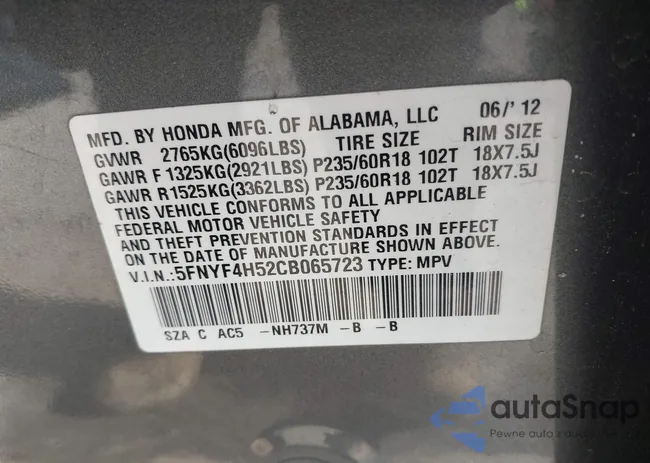 MFD. BY HONDA MFG. OF ALABAMA, LLC 06/'12
GVWR 2765KG(6096LBS) TIRE SIZE RIM SIZE
GAWR F 1325KG(2921LBS) P235/60R18 102T 18X7.5J
GAWR R1525KG(3362LBS) P235/60R18 102T 18X7.5J
THIS VEHICLE CONFORMS TO ALL APPLICABLE
FEDERAL MOTOR VEHICLE SAFETY
AND THEFT PREVENTION STANDARDS IN EFFECT
ON THE DATE OF MANUFACTURE SHOWN ABOVE.
V.I.N.:5FNYF4H52CB065723 TYPE: MPV
SZA C AC5 -NH737M -B -B
autaSnap
Pewne auto z